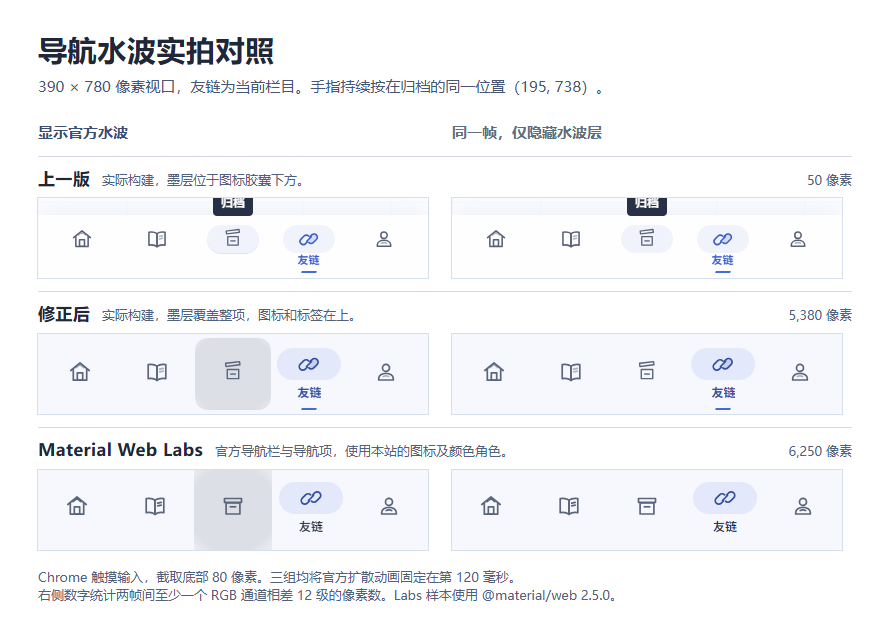 导航水波实拍对照
390 × 780 像素视口，友链为当前栏目。手指持续按在归档的同一位置（195, 738）。
显示官方水波
同一帧，仅隐藏水波层
上一版 实际构建，墨层位于图标胶囊下方。 50 像素
归档
友链
归档
友链
修正后 实际构建，墨层覆盖整项，图标和标签在上。 5,380 像素
友链
友链
Material Web Labs 官方导航栏与导航项，使用本站的图标及颜色角色。 6,250 像素
友链
友链
Chrome 触摸输入，截取底部 80 像素。三组均将官方扩散动画固定在第 120 毫秒。
右侧数字统计两帧间至少一个 RGB 通道相差 12 级的像素数。Labs 样本使用 @material/web 2.5.0。